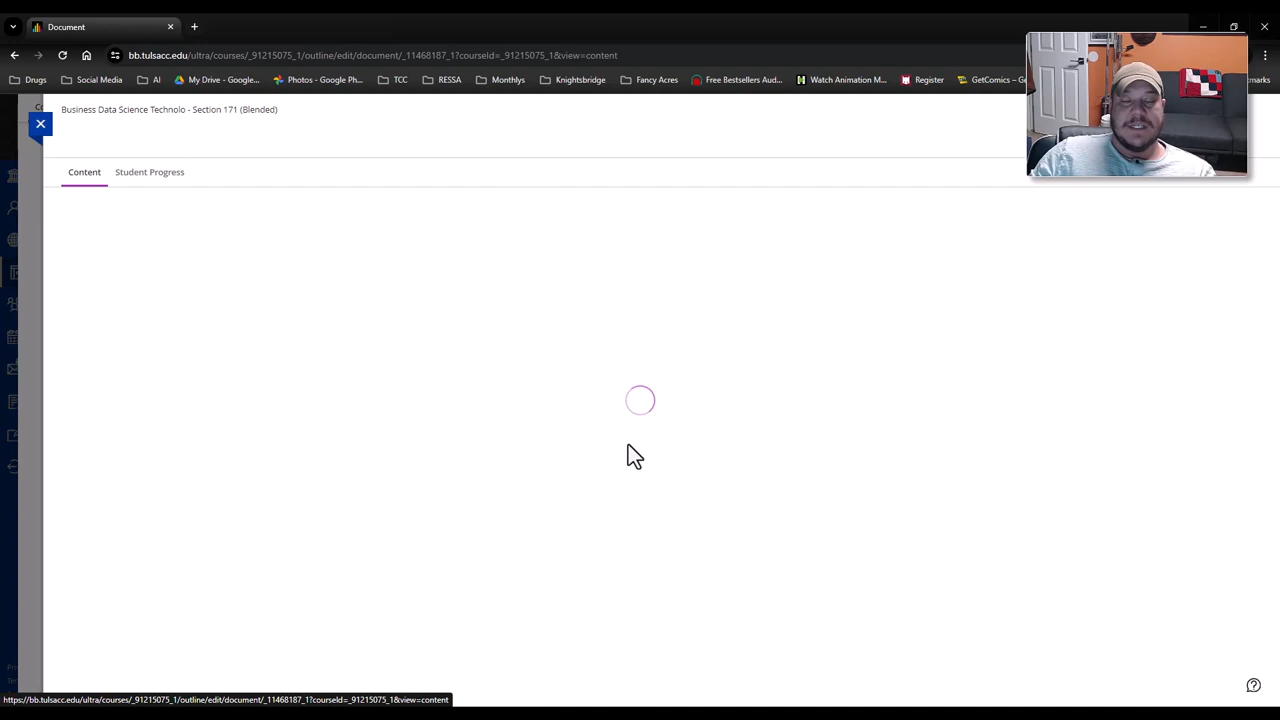 Document
bb.tulsacc.edu/ultra/courses/_91215075_1/outline/edit/document/_11468187_1?courseId=_91215075_1&view=content
Drugs Social Media AI My Drive - Google... Photos - Google Ph... TCC RESSA Monthlys Knightsbridge Fancy Acres Free Bestsellers Aud... Watch Animation M... Register GetComics – Ge
Business Data Science Technolo - Section 171 (Blended)
Content Student Progress
https://bb.tulsacc.edu/ultra/courses/_91215075_1/outline/edit/document/_11468187_1?courseId=_91215075_1&view=content